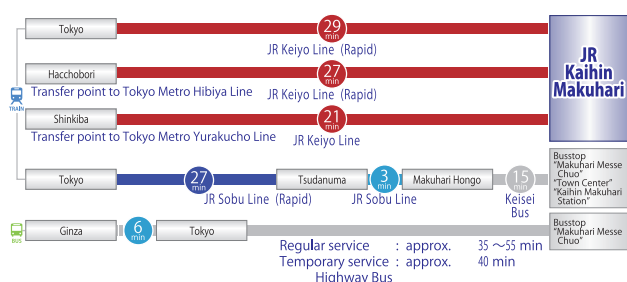 Tokyo
29
min
JR Keiyo Line (Rapid)
JR
Kaihin
Makuhari
Hacchobori
27
min
JR Keiyo Line (Rapid)
Transfer point to Tokyo Metro Hibiya Line
TRAIN
Shinkiba
21
min
JR Keiyo Line
Transfer point to Tokyo Metro Yurakucho Line
Tokyo
27
min
JR Sobu Line (Rapid)
Tsudanuma
3
min
JR Sobu Line
Makuhari Hongo
15
min
Keisei
Bus
Busstop
"Makuhari Messe
Chuo"
"Town Center"
"Kaihin Makuhari
Station"
BUS
Ginza
6
min
Tokyo
Busstop
"Makuhari Messe
Chuo"
Regular service : approx. 35 ~55 min
Temporary service : approx. 40 min
Highway Bus